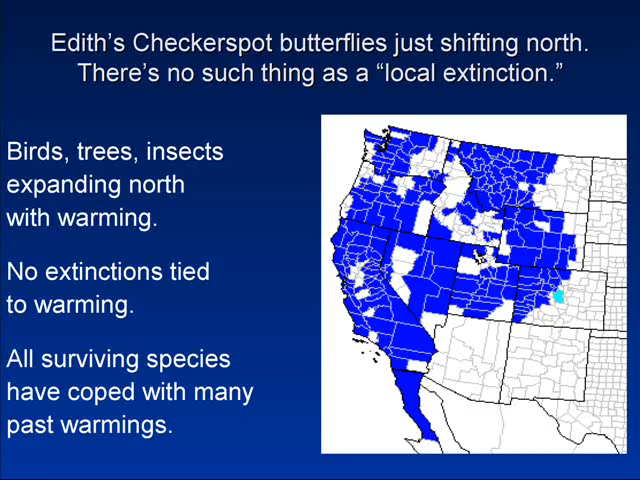 Edith’s Checkerspot butterflies just shifting north.
There’s no such thing as a “local extinction.”
Birds, trees, insects
expanding north
with warming.
No extinctions tied
to warming.
All surviving species
have coped with many
past warmings.